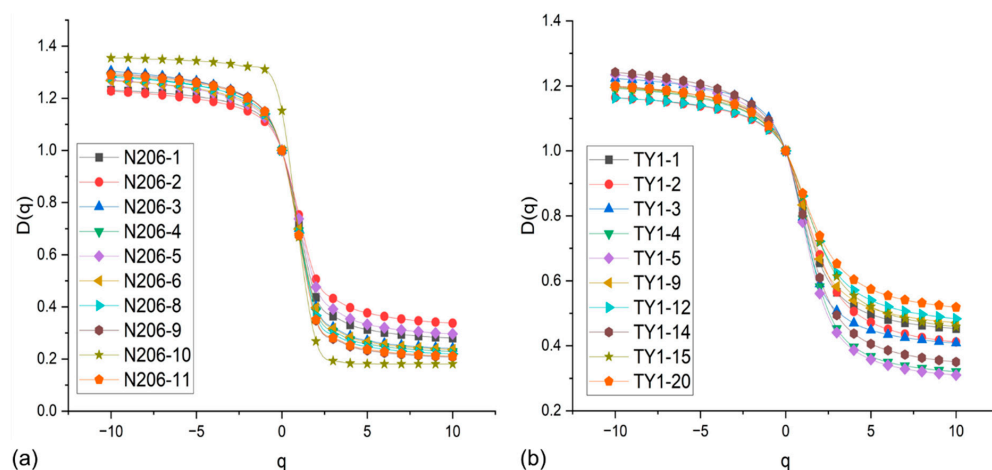 1.4
1.2
1.0
0.8
0.6
0.4
0.2
0.0
D(q)
N206-1
N206-2
N206-3
N206-4
N206-5
N206-6
N206-8
N206-9
N206-10
N206-11
−10 −5 0 5 10
q
(a)
1.4
1.2
1.0
0.8
0.6
0.4
0.2
D(q)
TY1-1
TY1-2
TY1-3
TY1-4
TY1-5
TY1-9
TY1-12
TY1-14
TY1-15
TY1-20
−10 −5 0 5 10
q
(b)